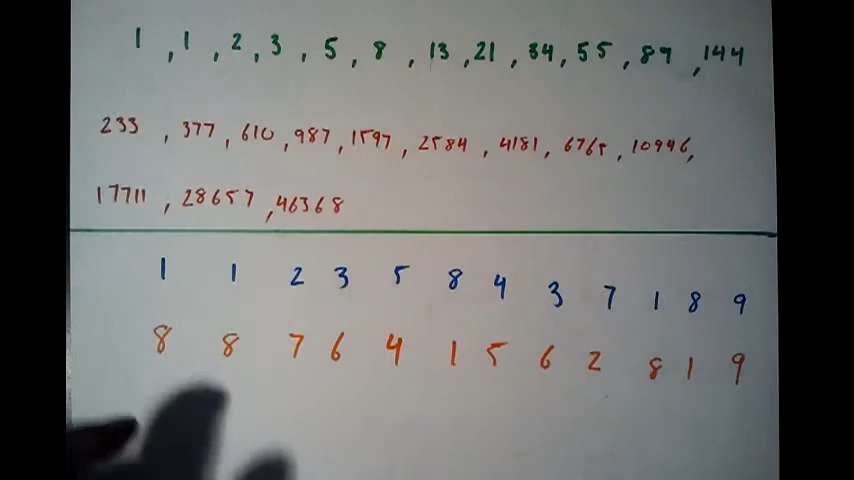 1 , 1 , 2 , 3 , 5 , 8 , 13 , 21 , 34 , 55 , 89 , 144
233 , 377 , 610 , 987 , 1597 , 2584 , 4181 , 6765 , 10946,
17711 , 28657 , 46368
1 1 2 3 5 8 4 3 7 1 8 9
8 8 7 6 4 1 5 6 2 8 1 9